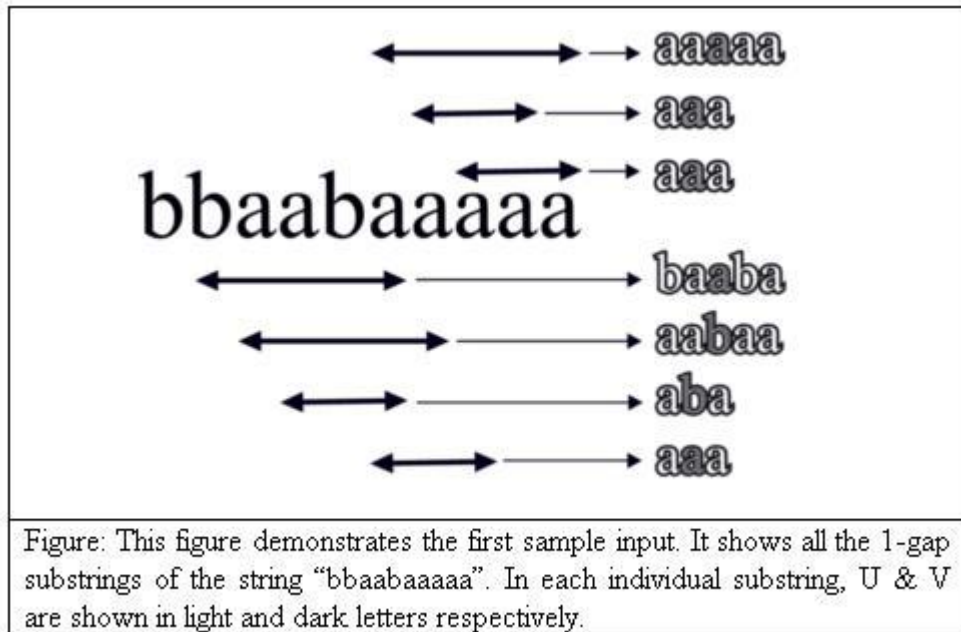 aaaaa
aaa
aaa
bbaabaaaaa
baaba
aabaa
aba
aaa
Figure: This figure demonstrates the first sample input. It shows all the 1-gap
substrings of the string “bbaabaaaaa”. In each individual substring, U & V
are shown in light and dark letters respectively.